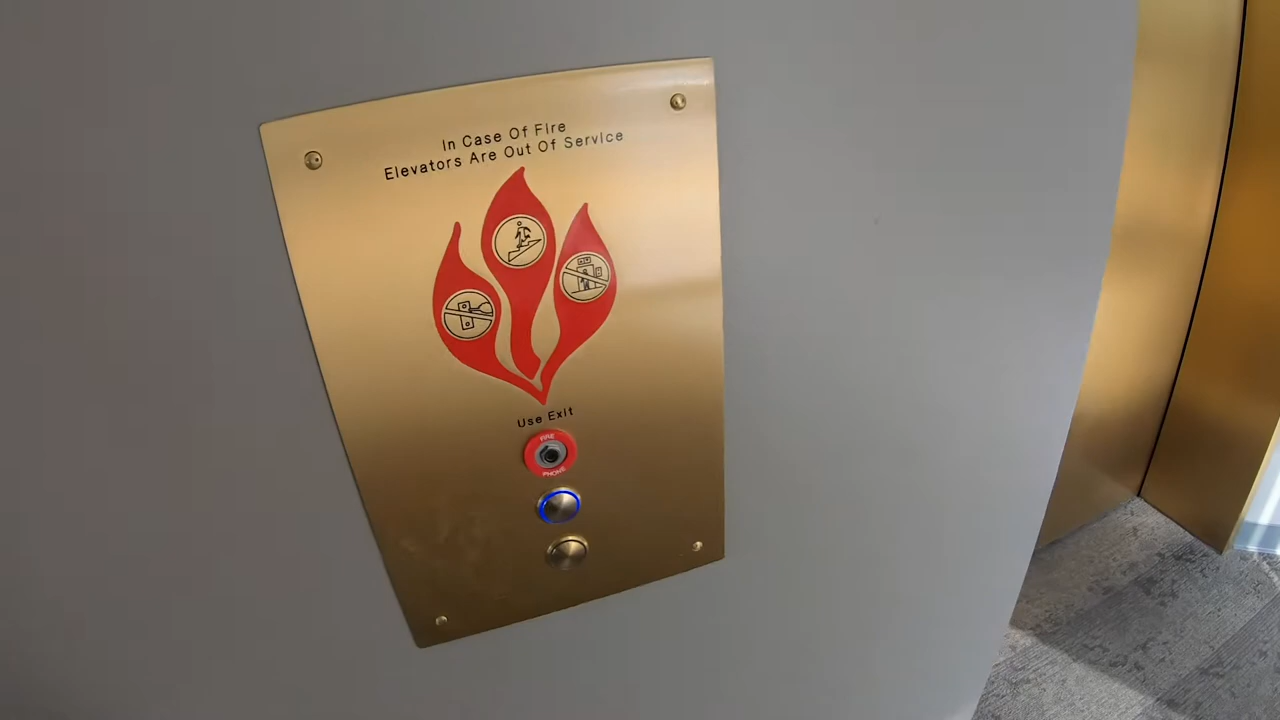 In Case Of Fire
Elevators Are Out Of Service
Use Exit
FIRE
PHONE